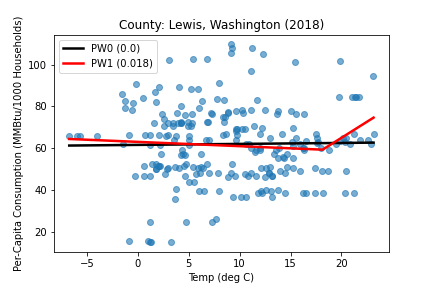 County: Lewis, Washington (2018)
PW0 (0.0)
PW1 (0.018)
Per-Capita Consumption (MMBtu/1000 Households)
100
80
60
40
20
−5
0
5
10
15
20
Temp (deg C)